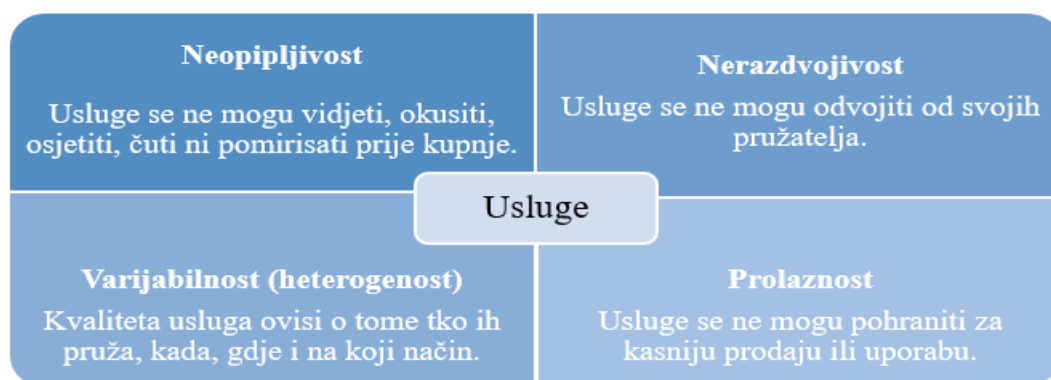 Neopipljivost
Usluge se ne mogu vidjeti, okusiti,
osjetiti, čuti ni pomirisati prije kupnje.
Nerazdvojivost
Usluge se ne mogu odvojiti od svojih
pružatelja.
Usluge
Varijabilnost (heterogenost)
Kvaliteta usluga ovisi o tome tko ih
pruža, kada, gdje i na koji način.
Prolaznost
Usluge se ne mogu pohraniti za
kasniju prodaju ili uporabu.